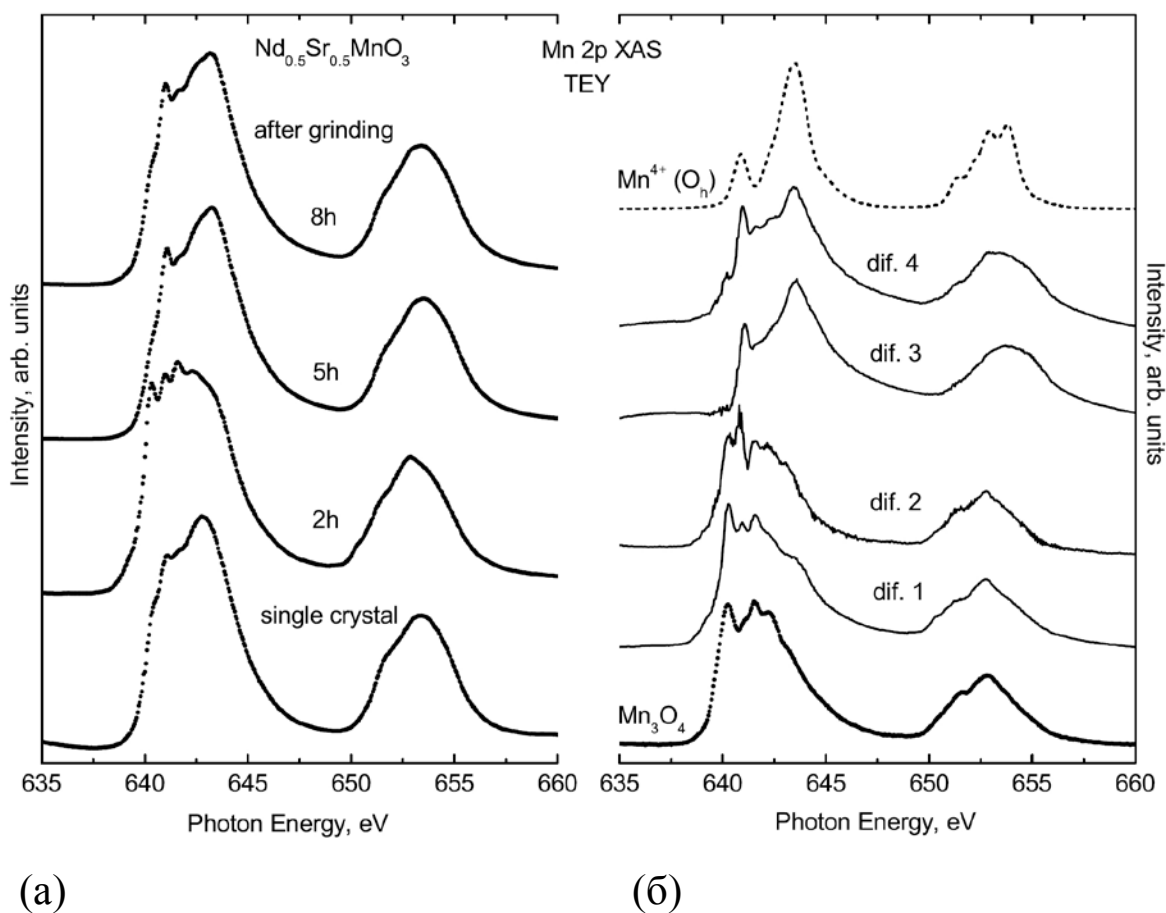 Nd0.5Sr0.5MnO3
after grinding
8h
5h
2h
single crystal
Intensity, arb. units
635 640 645 650 655 660
Photon Energy, eV
(а)
Mn 2p XAS
TEY
Mn4+ (Oh)
dif. 4
dif. 3
dif. 2
dif. 1
Mn3O4
Intensity, arb. units
635 640 645 650 655 660
Photon Energy, eV
(б)